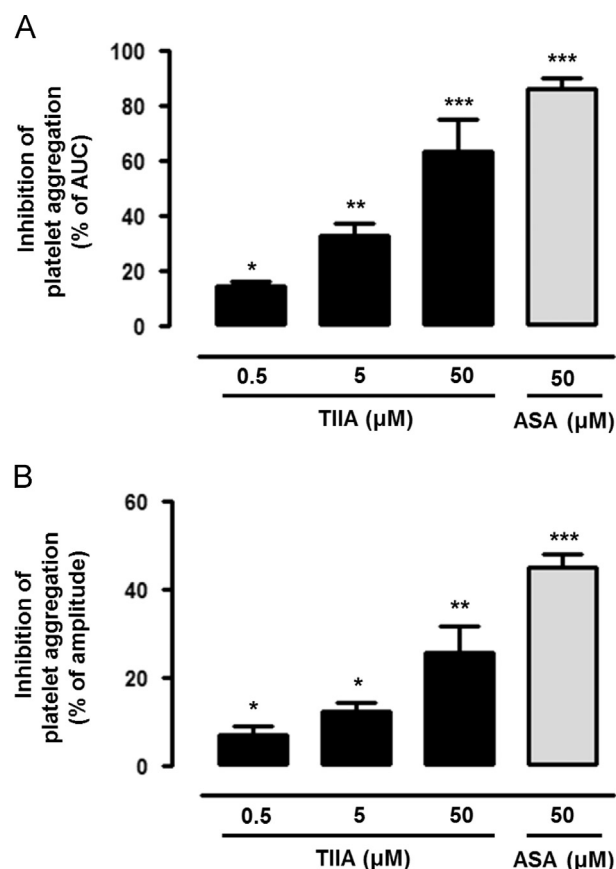 A
Inhibition of
platelet aggregation
(% of AUC)
100
80
60
40
20
0
*
**
***
***
0.5 5 50 50
TIIA (µM) ASA (µM)
B
Inhibition of
platelet aggregation
(% of amplitude)
60
40
20
0
*
*
**
***
0.5 5 50 50
TIIA (µM) ASA (µM)